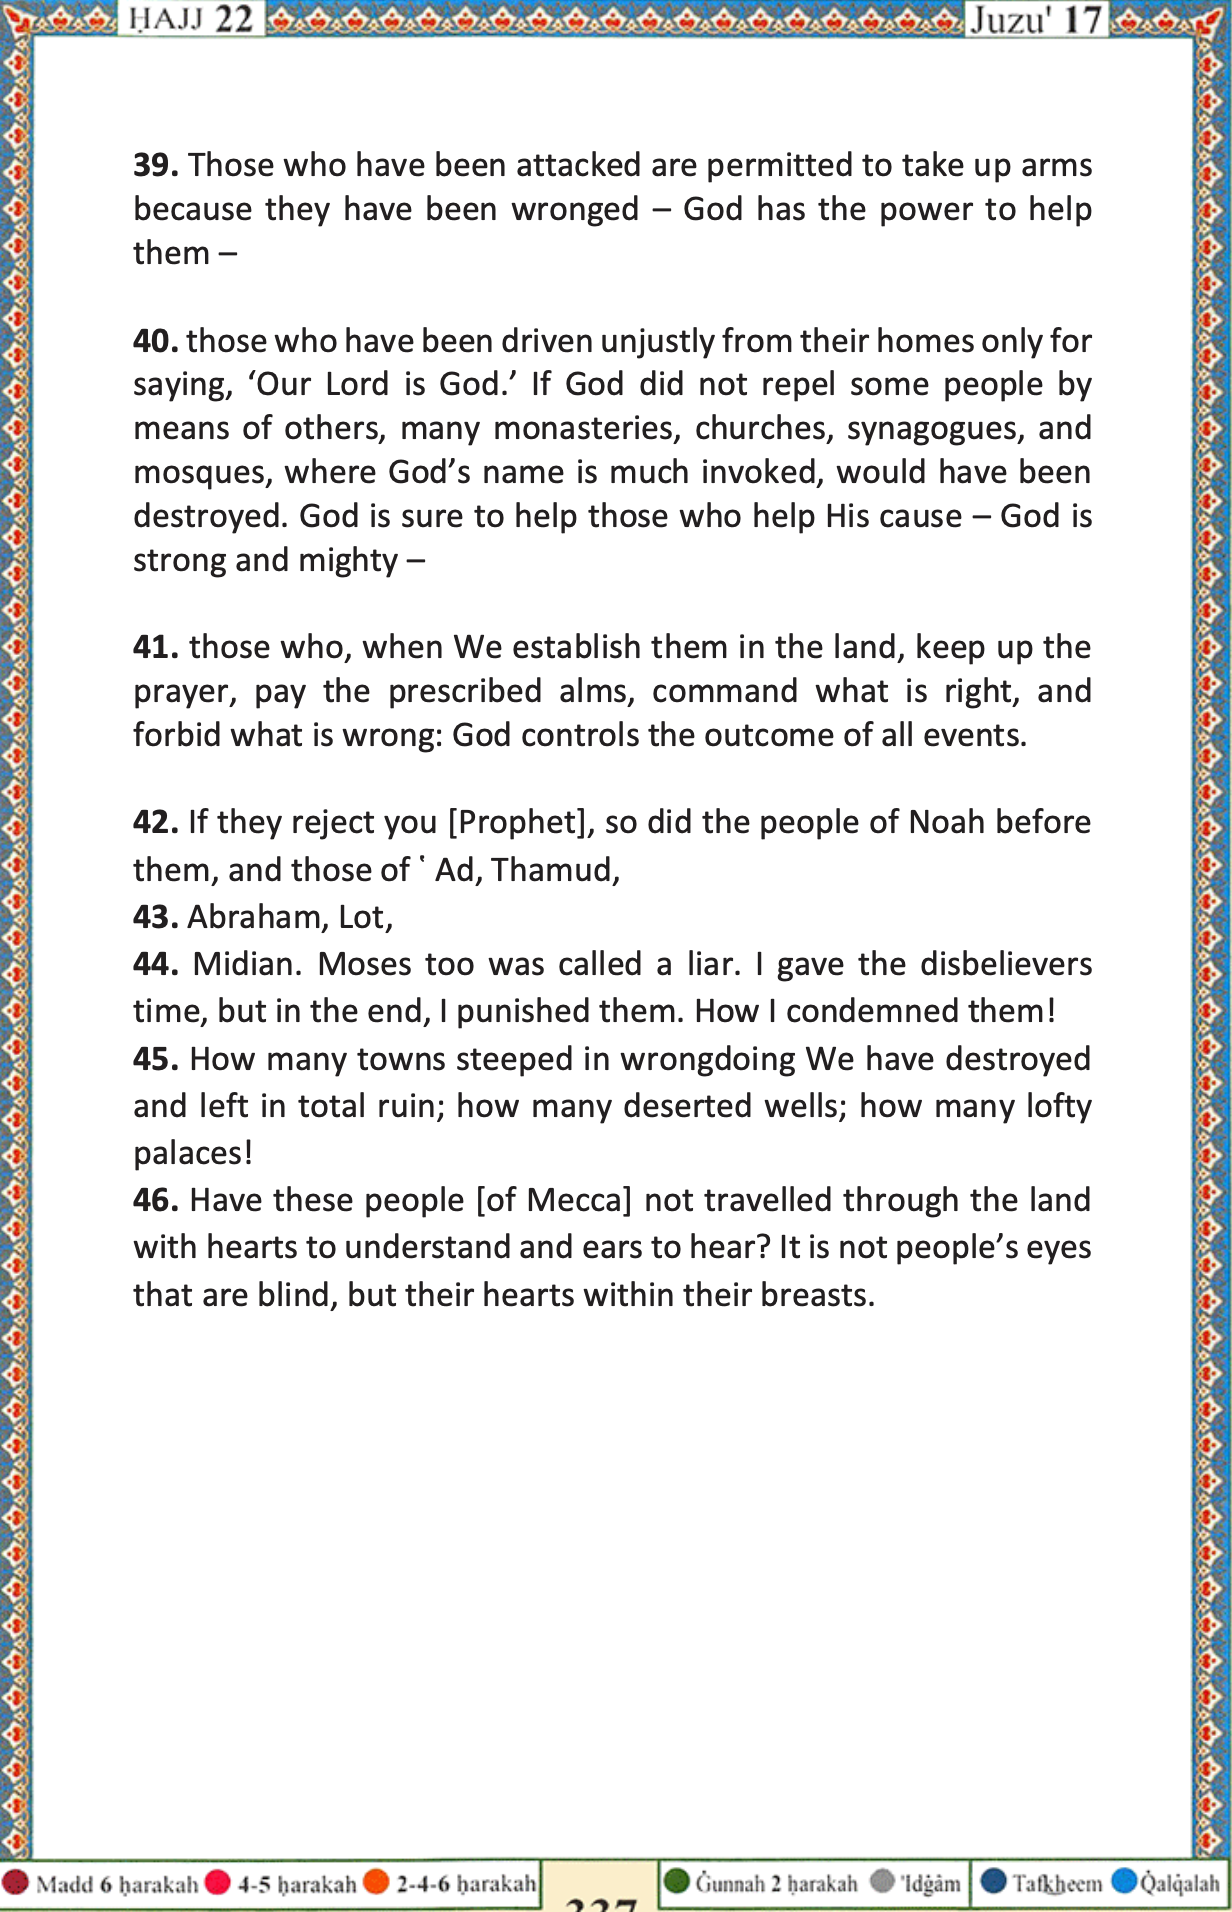 ḤAJJ 22
Juzu' 17
39. Those who have been attacked are permitted to take up arms
because they have been wronged – God has the power to help
them –
40. those who have been driven unjustly from their homes only for
saying, ‘Our Lord is God.’ If God did not repel some people by
means of others, many monasteries, churches, synagogues, and
mosques, where God’s name is much invoked, would have been
destroyed. God is sure to help those who help His cause – God is
strong and mighty –
41. those who, when We establish them in the land, keep up the
prayer, pay the prescribed alms, command what is right, and
forbid what is wrong: God controls the outcome of all events.
42. If they reject you [Prophet], so did the people of Noah before
them, and those of ʽ Ad, Thamud,
43. Abraham, Lot,
44. Midian. Moses too was called a liar. I gave the disbelievers
time, but in the end, I punished them. How I condemned them!
45. How many towns steeped in wrongdoing We have destroyed
and left in total ruin; how many deserted wells; how many lofty
palaces!
46. Have these people [of Mecca] not travelled through the land
with hearts to understand and ears to hear? It is not people’s eyes
that are blind, but their hearts within their breasts.
Madd 6 ḥarakah 4-5 ḥarakah 2-4-6 ḥarakah
337
Ġunnah 2 ḥarakah 'Idġâm Tafkheem Qalqalah